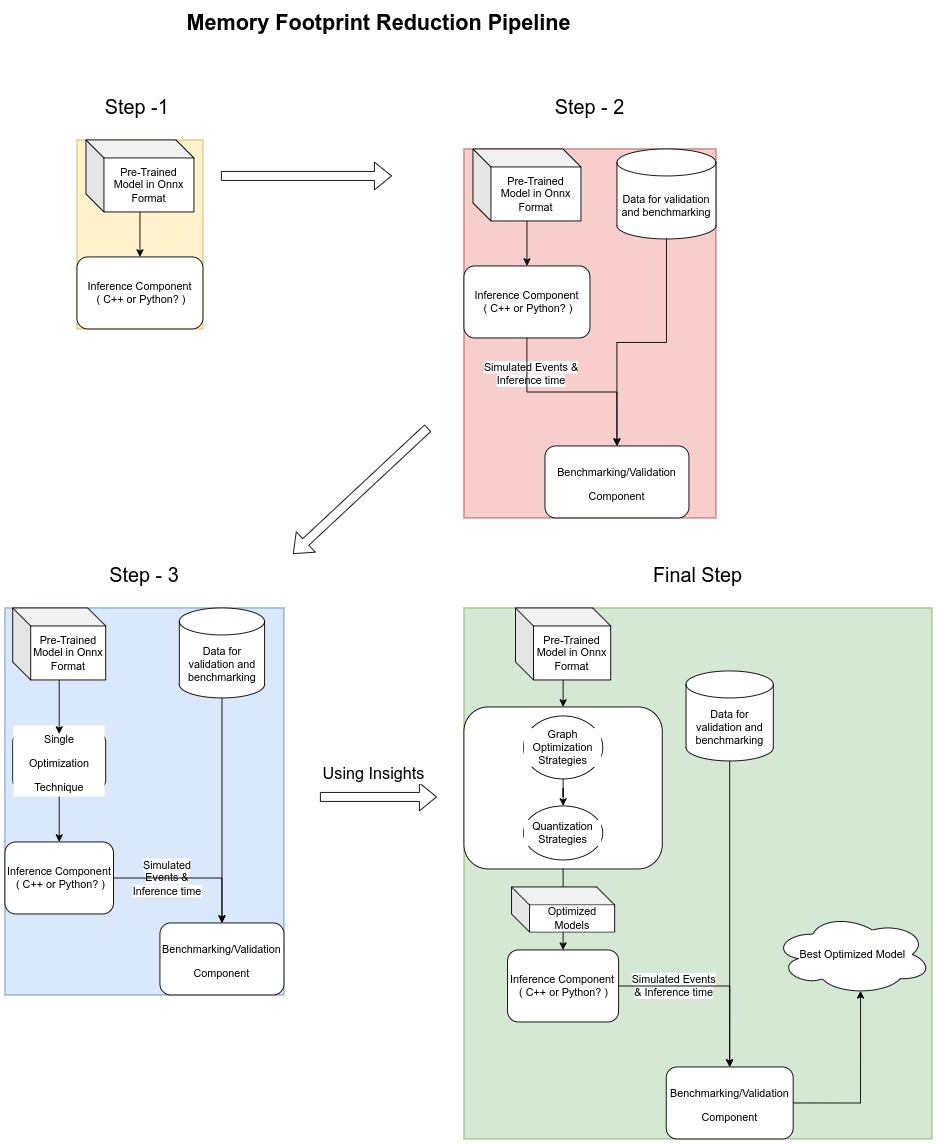 Memory Footprint Reduction Pipeline
Step -1
Pre-Trained
Model in Onnx
Format
Inference Component
( C++ or Python? )
Step - 2
Pre-Trained
Model in Onnx
Format
Data for validation
and benchmarking
Inference Component
( C++ or Python? )
Simulated Events &
Inference time
Benchmarking/Validation
Component
Step - 3
Pre-Trained
Model in Onnx
Format
Data for
validation and
benchmarking
Single
Optimization
Technique
Inference Component
( C++ or Python? )
Simulated
Events &
Inference time
Benchmarking/Validation
Component
Using Insights
Final Step
Pre-Trained
Model in Onnx
Format
Graph
Optimization
Strategies
Quantization
Strategies
Data for
validation and
benchmarking
Optimized
Models
Inference Component
( C++ or Python? )
Simulated Events
& Inference time
Best Optimized Model
Benchmarking/Validation
Component